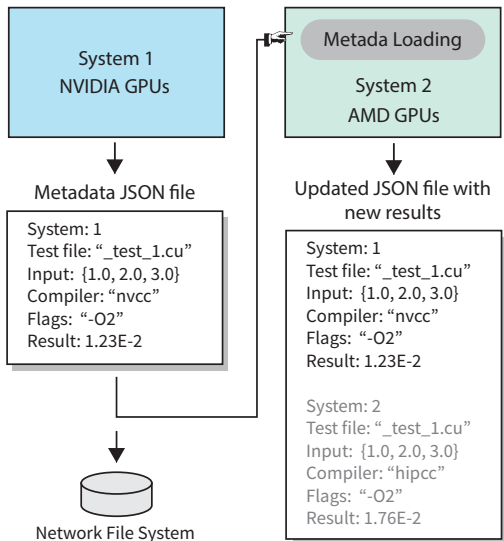 System 1
NVIDIA GPUs
Metadata JSON file
System: 1
Test file: “_test_1.cu”
Input:  {1.0, 2.0, 3.0}
Compiler: “nvcc”
Flags:  “-O2”
Result: 1.23E-2
Network File System
Metada Loading
System 2
AMD GPUs
Updated JSON file with
new results
System: 1
Test file: “_test_1.cu”
Input:  {1.0, 2.0, 3.0}
Compiler: “nvcc”
Flags:  “-O2”
Result: 1.23E-2
System: 2
Test file: “_test_1.cu”
Input:  {1.0, 2.0, 3.0}
Compiler: “hipcc”
Flags:  “-O2”
Result: 1.76E-2